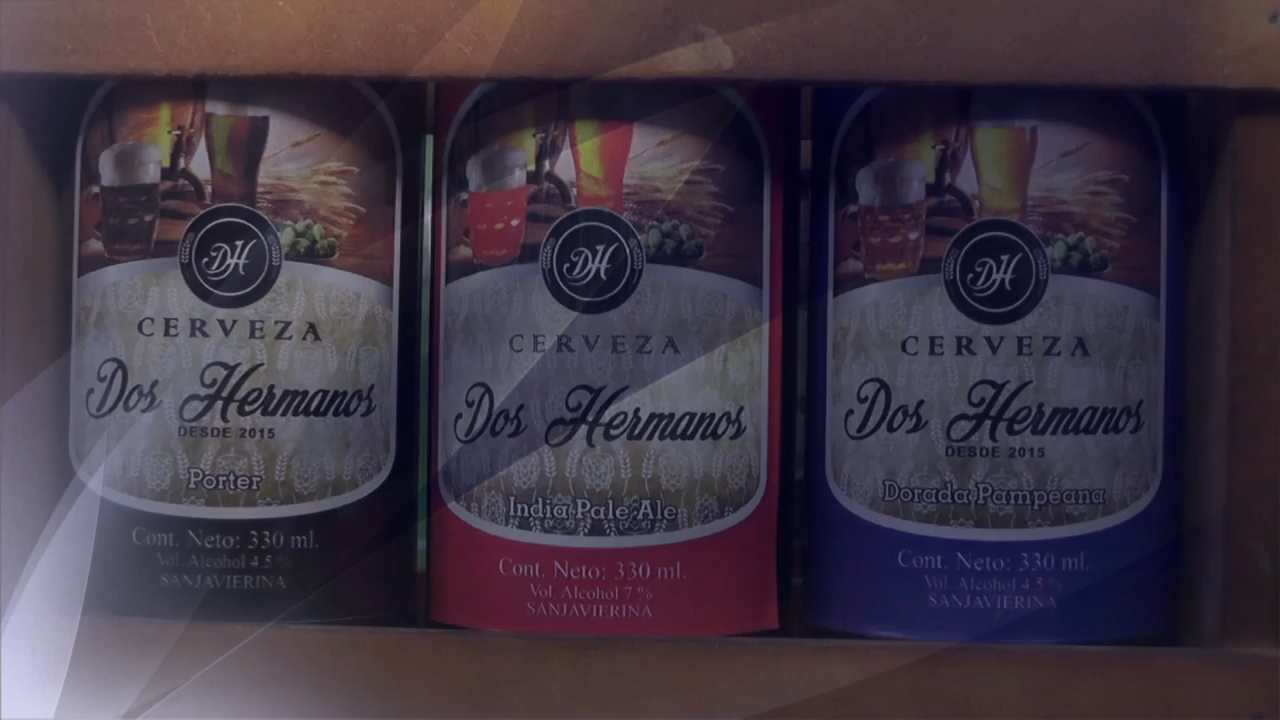 DH
CERVEZA
Dos Hermanos
DESDE 2015
Porter
Cont. Neto: 330 ml.
Vol. Alcohol 4.5 %
SANJAVIERINA
DH
CERVEZA
Dos Hermanos
India Pale Ale
Cont. Neto: 330 ml.
Vol. Alcohol 7 %
SANJAVIERINA
DH
CERVEZA
Dos Hermanos
DESDE 2015
Dorada Pampeana
Cont. Neto: 330 ml.
Vol. Alcohol 4.5 %
SANJAVIERINA